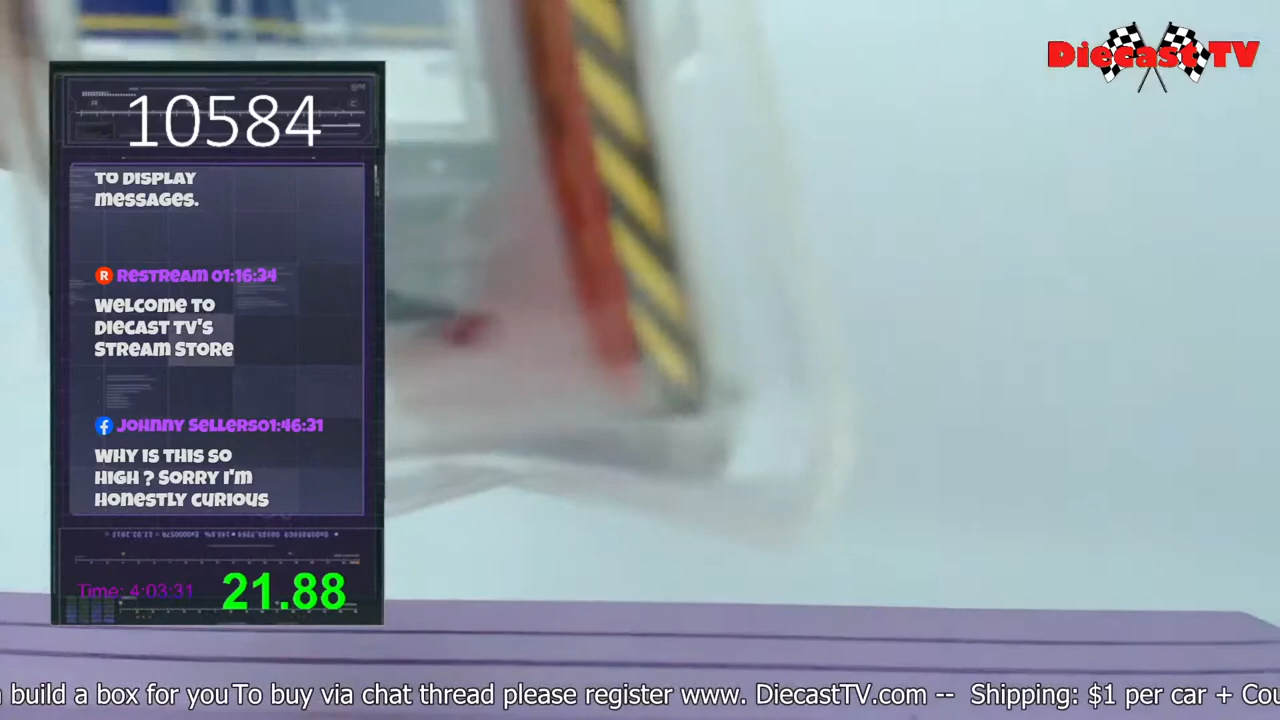 Diecast TV
10584
TO DISPLAY
MESSAGES.
RESTREAM 01:16:34
WELCOME TO
DIECAST TV'S
STREAM STORE
JOHNNY SELLERS01:46:31
WHY IS THIS SO
HIGH ? SORRY I'M
HONESTLY CURIOUS
Time: 4:03:31
21.88
build a box for youTo buy via chat thread please register www. DiecastTV.com -- Shipping: $1 per car + Cou